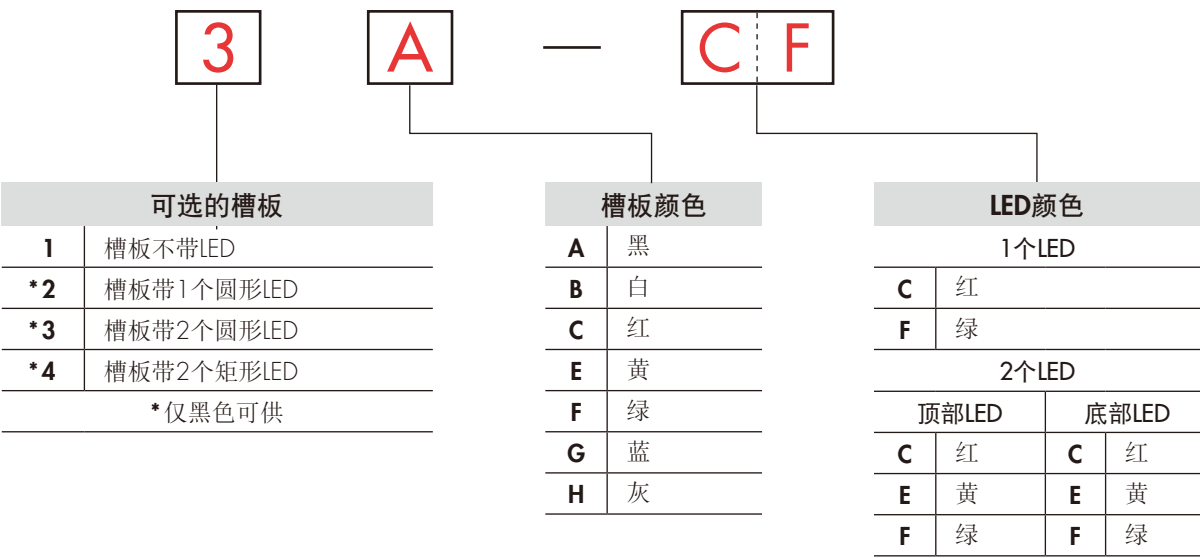 3 A — C F
可选的槽板
1 槽板不带LED
*2 槽板带1个圆形LED
*3 槽板带2个圆形LED
*4 槽板带2个矩形LED
*仅黑色可供
槽板颜色
A 黑
B 白
C 红
E 黄
F 绿
G 蓝
H 灰
LED颜色
1个LED
C 红
F 绿
2个LED
顶部LED 底部LED
C 红 C 红
E 黄 E 黄
F 绿 F 绿